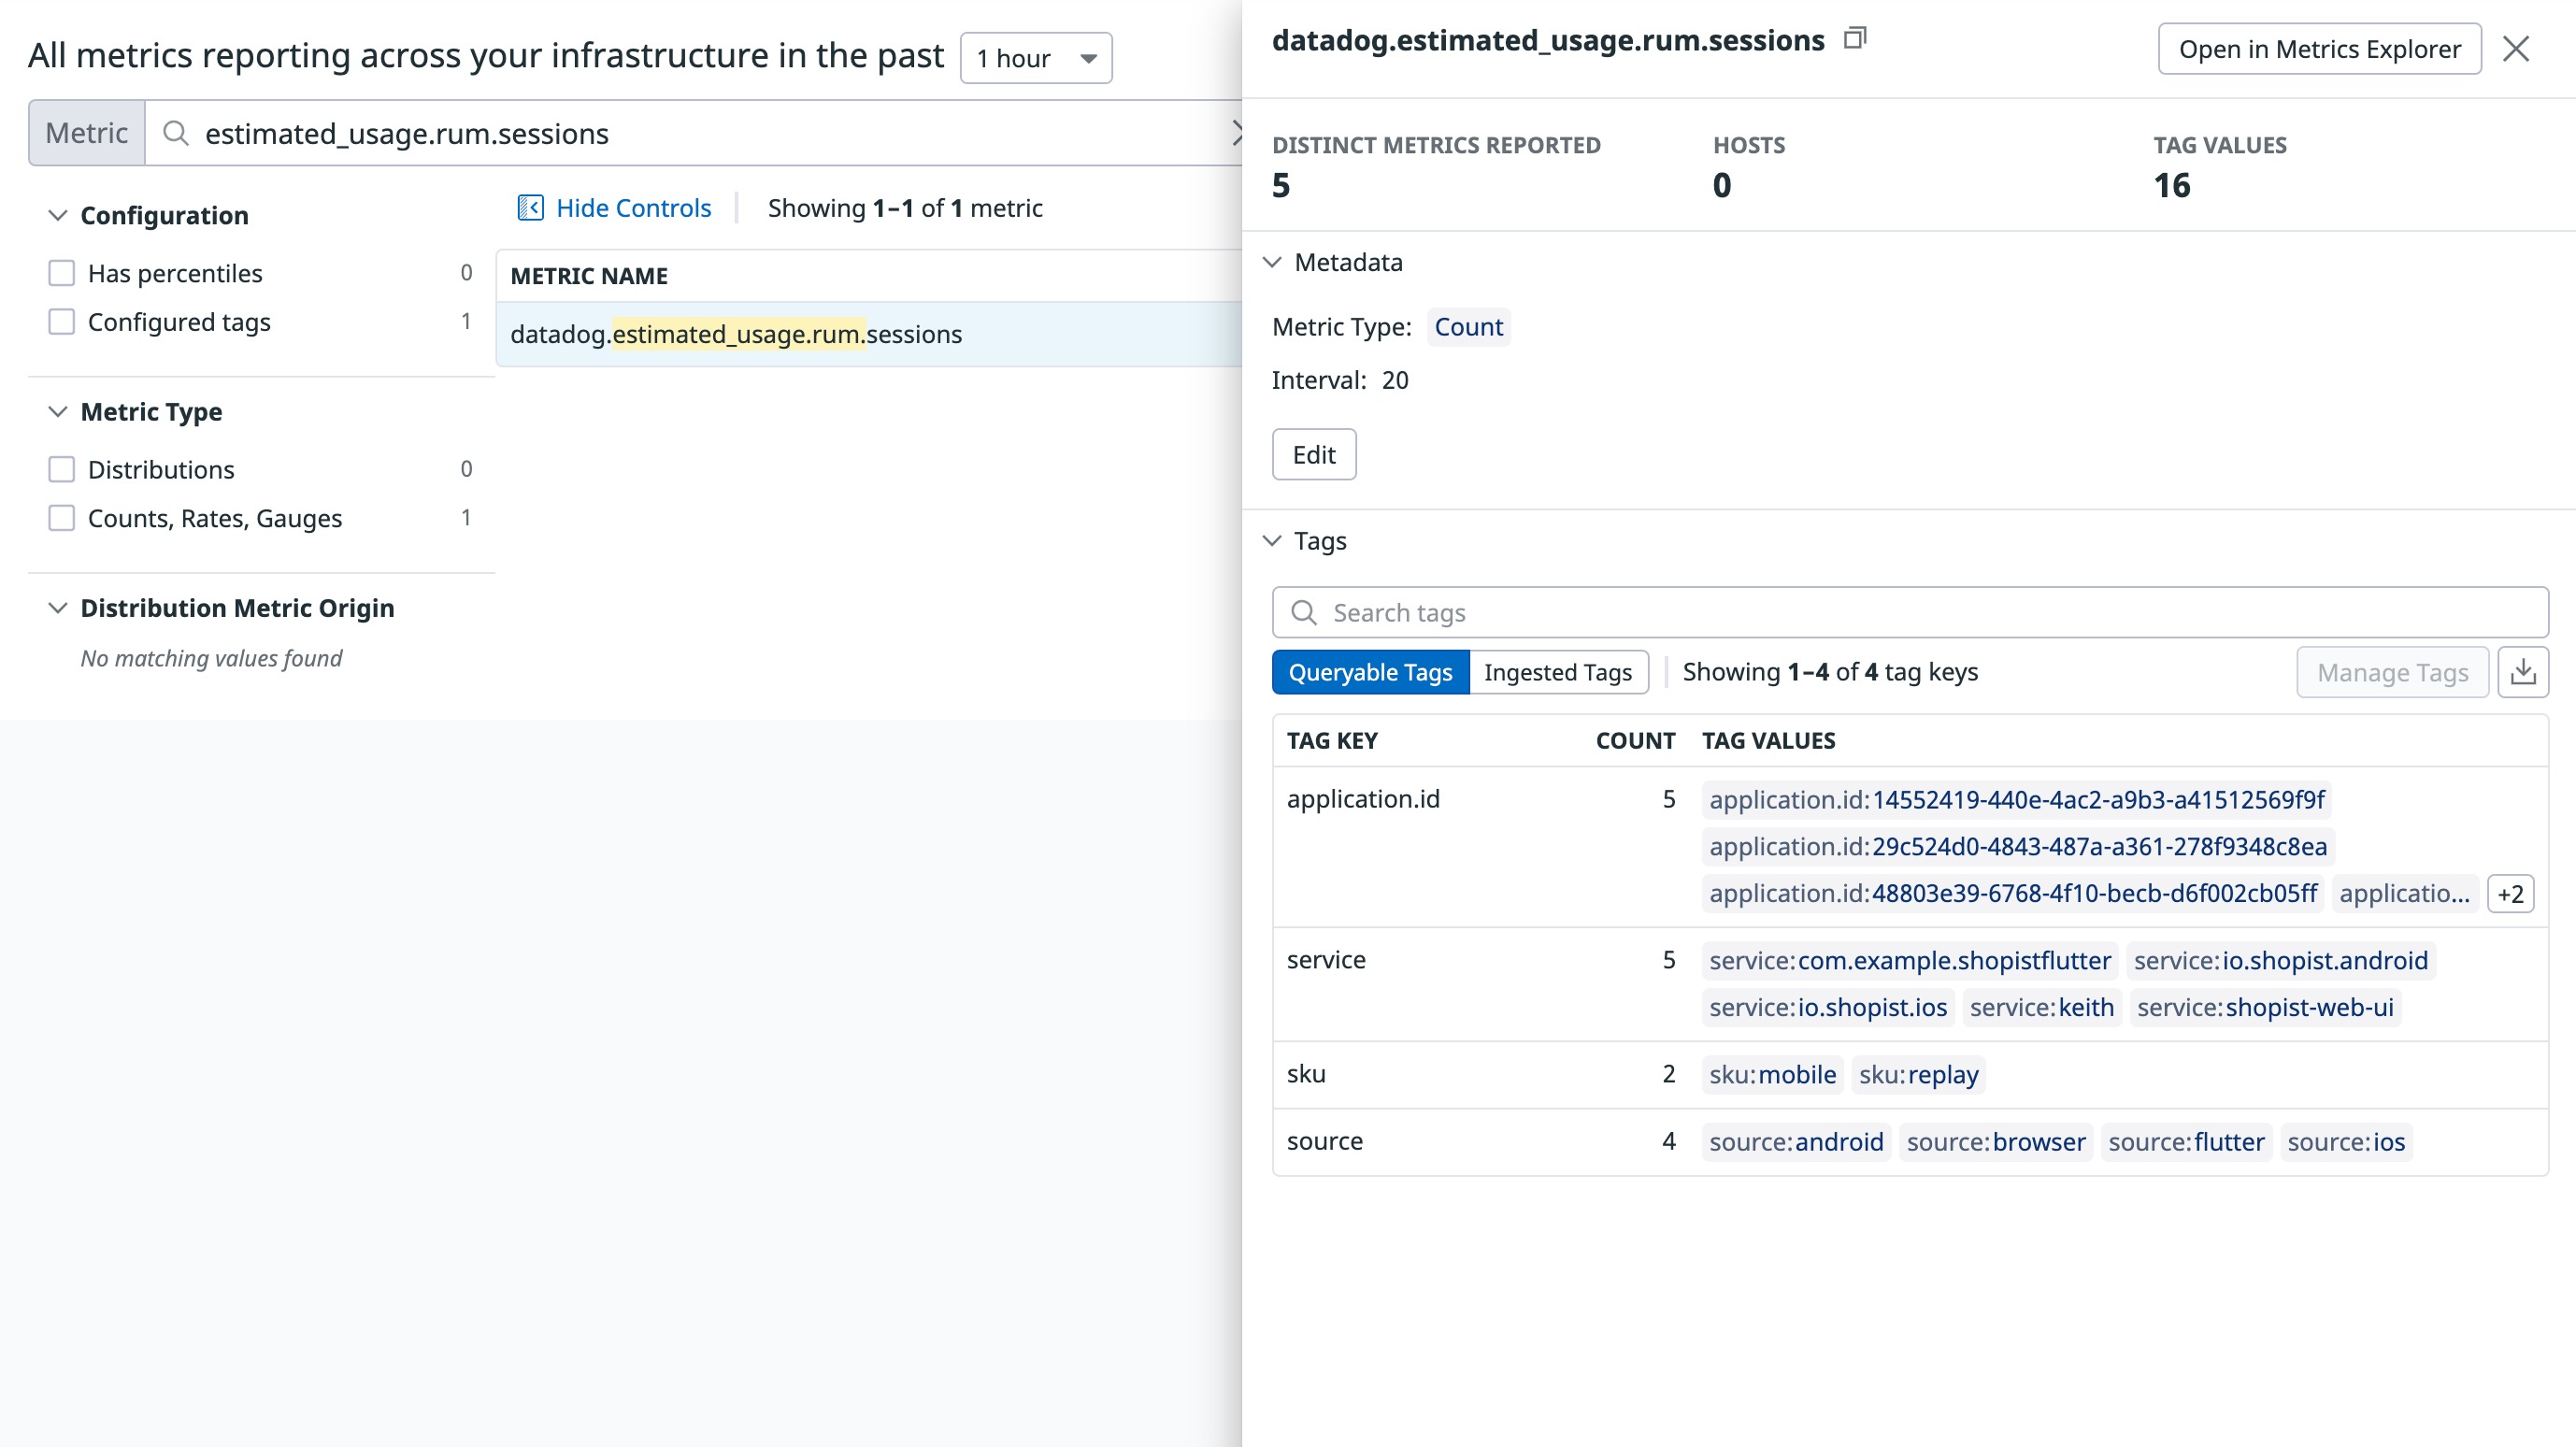 All metrics reporting across your infrastructure in the past 1 hour
Metric estimated_usage.rum.sessions
Configuration
Has percentiles 0
Configured tags 1
Metric Type
Distributions 0
Counts, Rates, Gauges 1
Distribution Metric Origin
No matching values found
Hide Controls Showing 1–1 of 1 metric
METRIC NAME
datadog.estimated_usage.rum.sessions
datadog.estimated_usage.rum.sessions Open in Metrics Explorer
DISTINCT METRICS REPORTED HOSTS TAG VALUES
5 0 16
Metadata
Metric Type: Count
Interval: 20
Edit
Tags
Search tags
Queryable Tags Ingested Tags Showing 1–4 of 4 tag keys Manage Tags
TAG KEY COUNT TAG VALUES
application.id 5 application.id:14552419-440e-4ac2-a9b3-a41512569f9f
application.id:29c524d0-4843-487a-a361-278f9348c8ea
application.id:48803e39-6768-4f10-becb-d6f002cb05ff applicatio... +2
service 5 service:com.example.shopistflutter service:io.shopist.android
service:io.shopist.ios service:keith service:shopist-web-ui
sku 2 sku:mobile sku:replay
source 4 source:android source:browser source:flutter source:ios